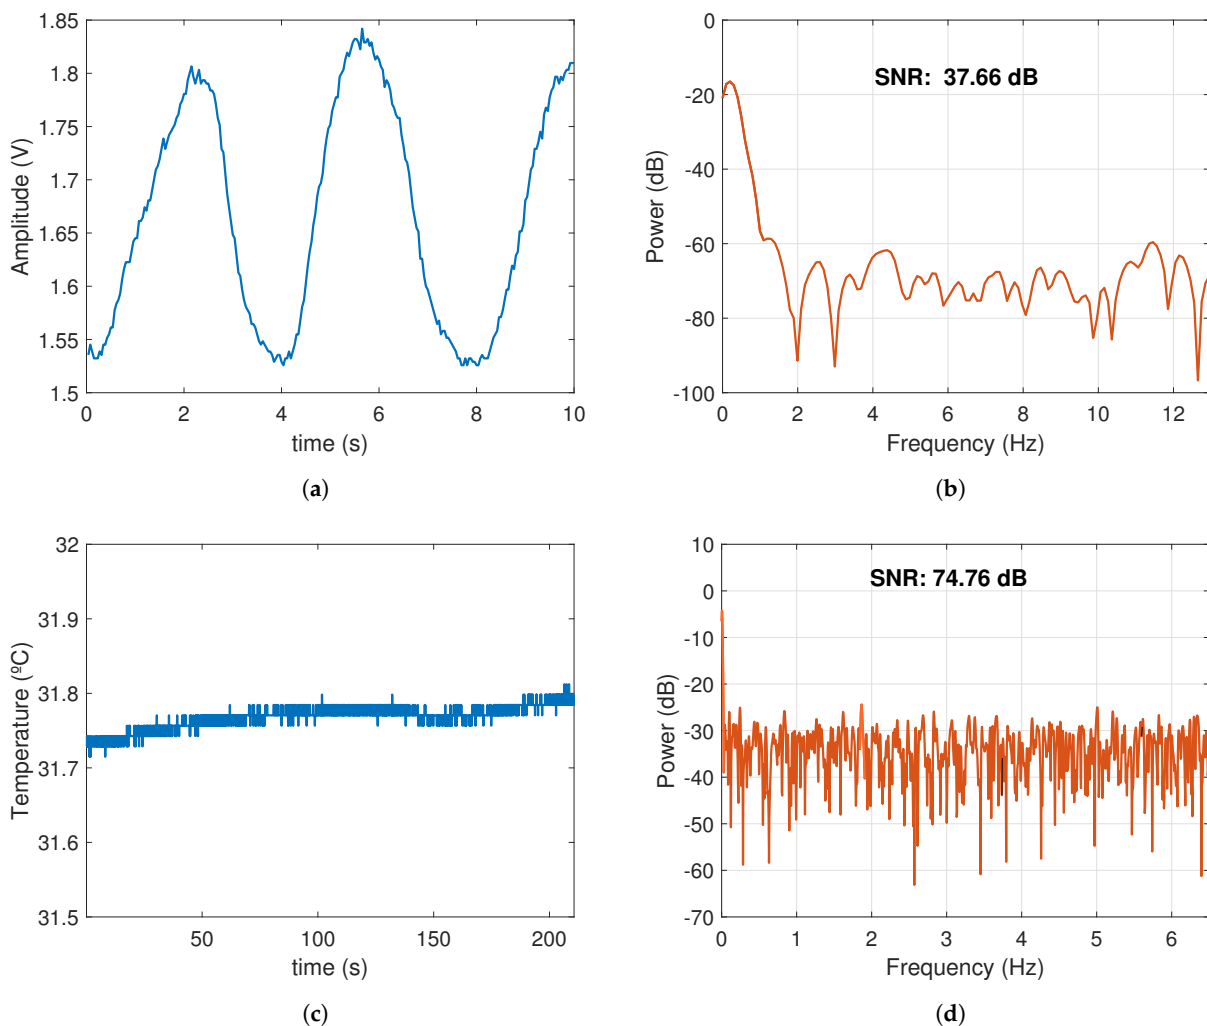 1.85
1.8
1.75
1.7
1.65
1.6
1.55
1.5
Amplitude (V)
0 2 4 6 8 10
time (s)
(a)
0
-20
-40
-60
-80
-100
Power (dB)
SNR: 37.66 dB
0 2 4 6 8 10 12
Frequency (Hz)
(b)
32
31.9
31.8
31.7
31.6
31.5
Temperature (ºC)
50 100 150 200
time (s)
(c)
10
0
-10
-20
-30
-40
-50
-60
-70
Power (dB)
SNR: 74.76 dB
0 1 2 3 4 5 6
Frequency (Hz)
(d)